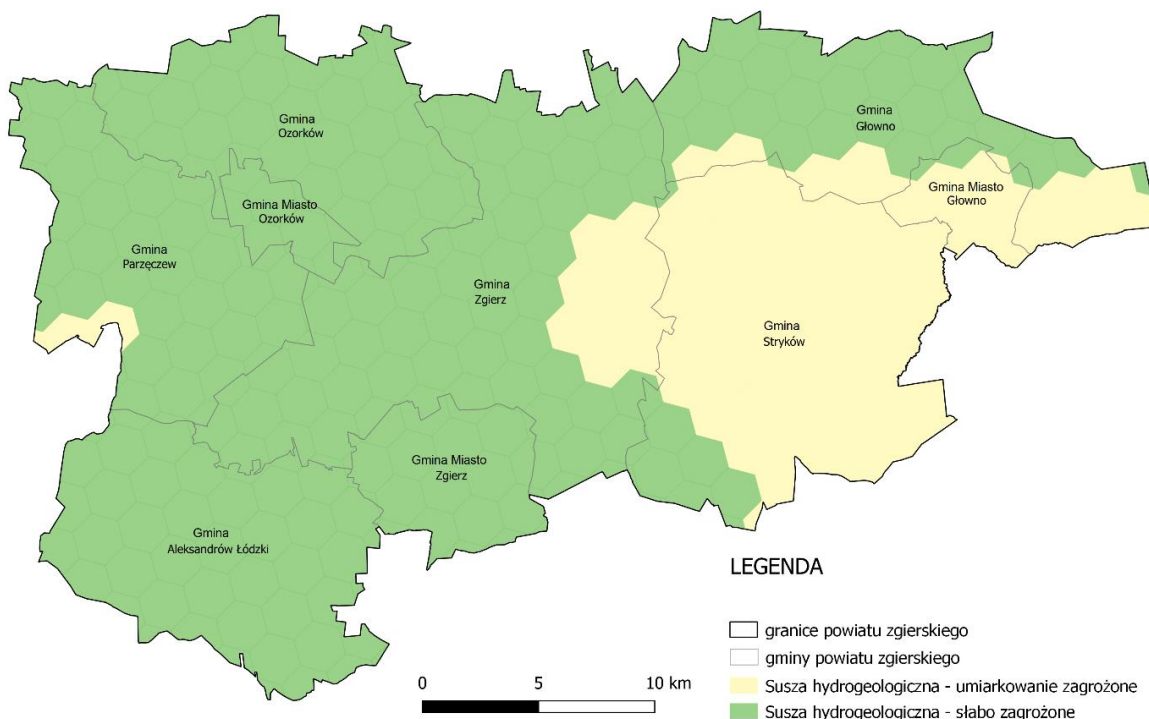 Gmina
Ozorków
Gmina
Głowno
Gmina Miasto
Głowno
Gmina Miasto
Ozorków
Gmina
Parzęczew
Gmina
Zgierz
Gmina
Stryków
Gmina Miasto
Zgierz
Gmina
Aleksandrów Łódzki
LEGENDA
granice powiatu zgierskiego
gminy powiatu zgierskiego
Susza hydrogeologiczna - umiarkowanie zagrożone
Susza hydrogeologiczna - słabo zagrożone
0 5 10 km